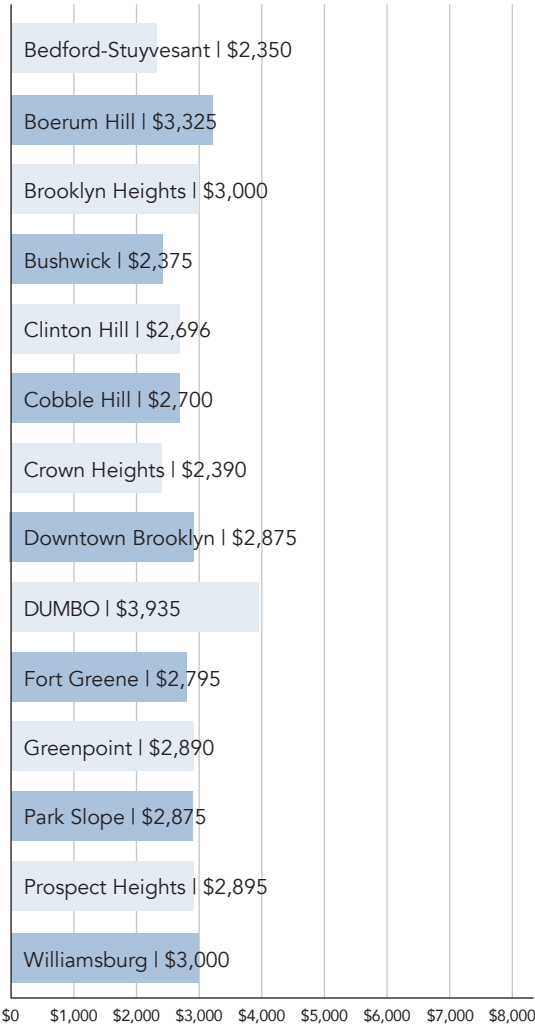 Bedford-Stuyvesant | $2,350
Boerum Hill | $3,325
Brooklyn Heights | $3,000
Bushwick | $2,375
Clinton Hill | $2,696
Cobble Hill | $2,700
Crown Heights | $2,390
Downtown Brooklyn | $2,875
DUMBO | $3,935
Fort Greene | $2,795
Greenpoint | $2,890
Park Slope | $2,875
Prospect Heights | $2,895
Williamsburg | $3,000
$0 $1,000 $2,000 $3,000 $4,000 $5,000 $6,000 $7,000 $8,000